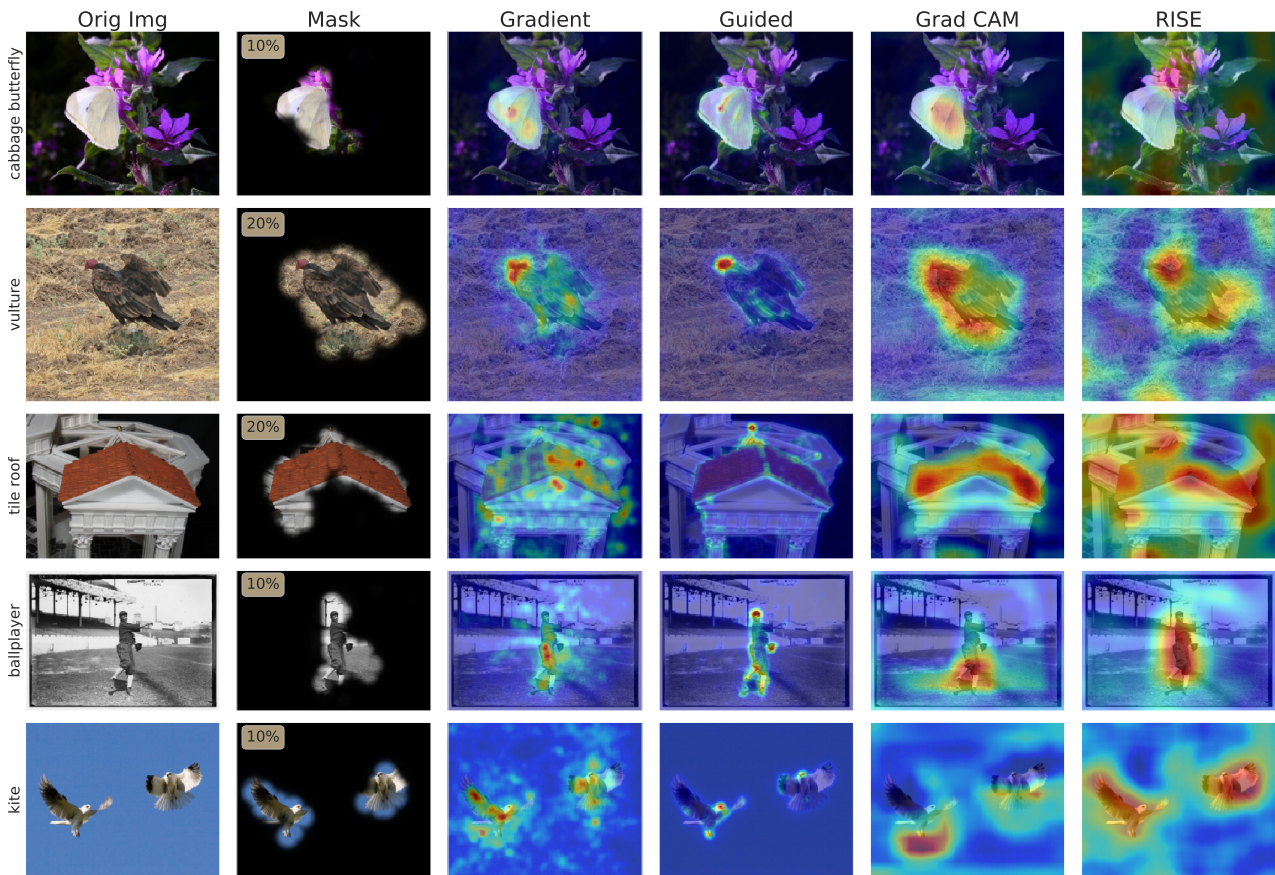 Orig Img Mask Gradient Guided Grad CAM RISE
cabbage butterfly
10%
vulture
20%
tile roof
20%
ballplayer
10%
kite
10%